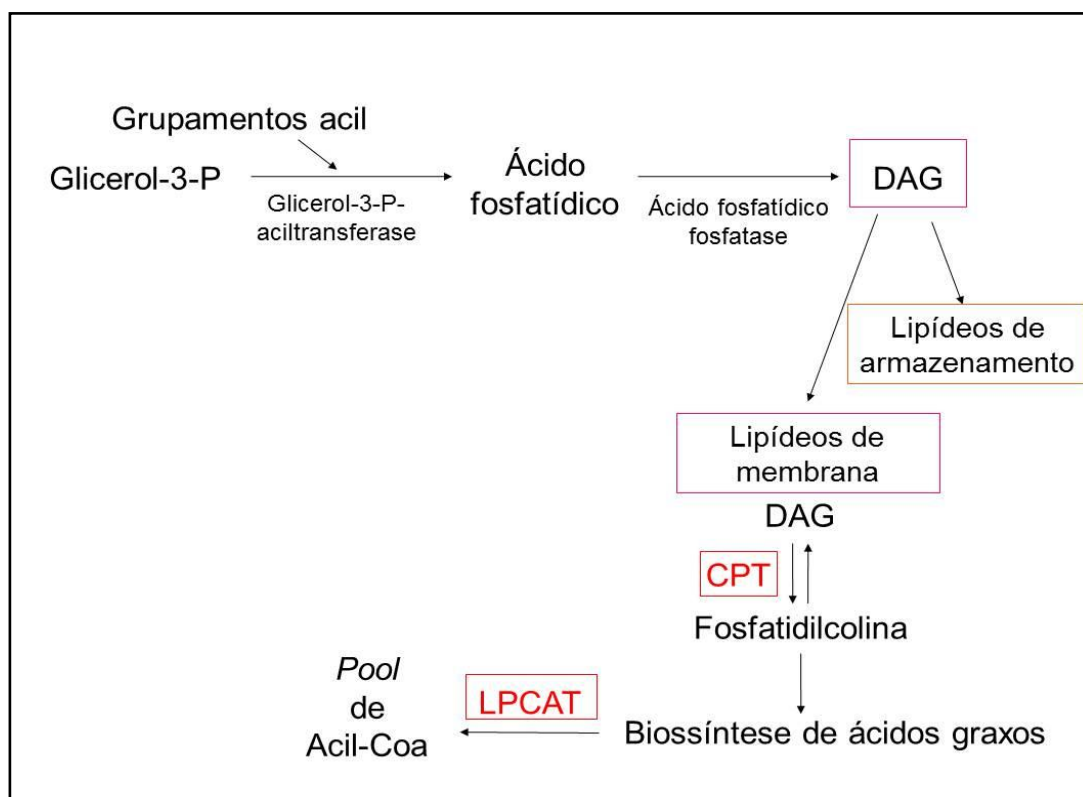 Grupamentos acil
Glicerol-3-P
Glicerol-3-P-
aciltransferase
Ácido
fosfatídico
Ácido fosfatídico
fosfatase
DAG
Lipídeos de
armazenamento
Lipídeos de
membrana
DAG
CPT
Fosfatidilcolina
Biossíntese de ácidos graxos
LPCAT
Pool
de
Acil-Coa